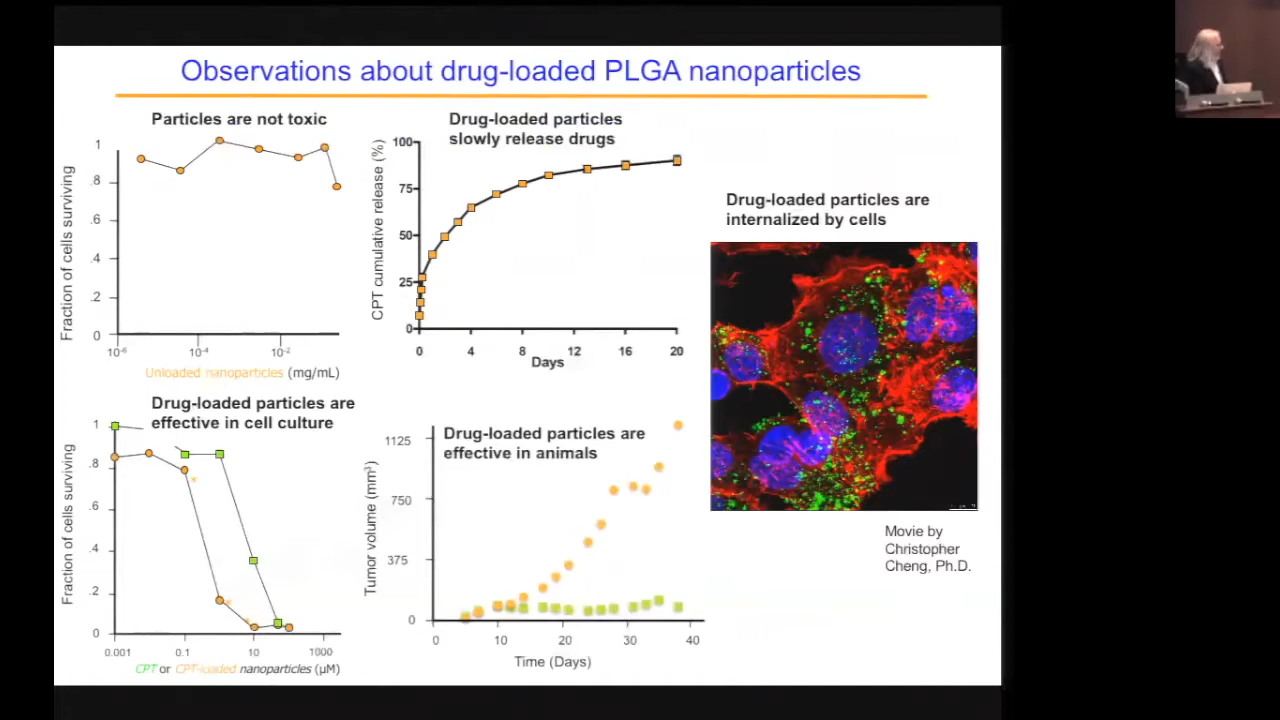 Observations about drug-loaded PLGA nanoparticles
Particles are not toxic
Fraction of cells surviving
1
.8
.6
.4
.2
0
10-6
10-4
10-2
Unloaded nanoparticles (mg/mL)
Drug-loaded particles
slowly release drugs
CPT cumulative release (%)
100
75
50
25
0
0
4
8
12
16
20
Days
Drug-loaded particles are
internalized by cells
Drug-loaded particles are
effective in cell culture
Fraction of cells surviving
1
.8
.6
.4
.2
0
0.001
0.1
10
1000
CPT or CPT-loaded nanoparticles (µM)
Drug-loaded particles are
effective in animals
Tumor volume (mm³)
1125
750
375
0
0
10
20
30
40
Time (Days)
Movie by
Christopher
Cheng, Ph.D.